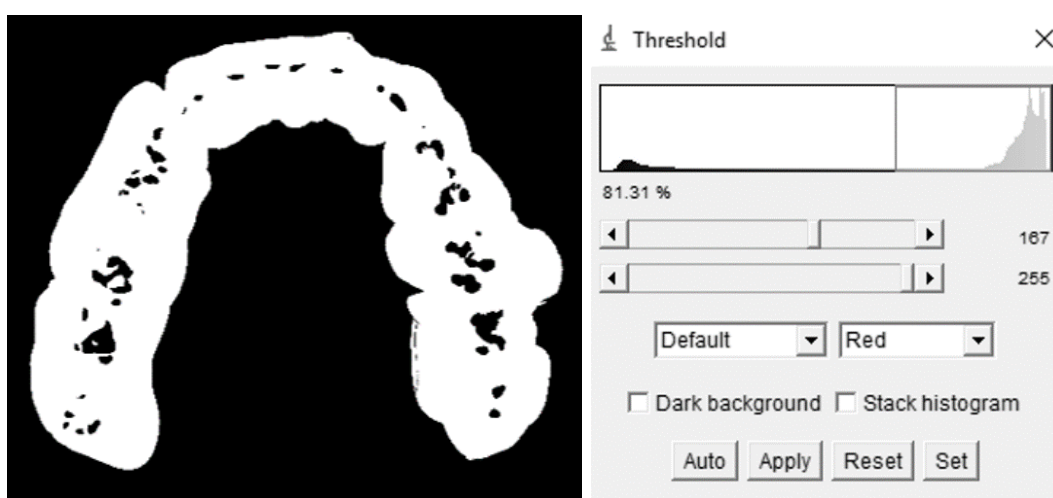 Threshold
81.31 %
167
255
Default Red
Dark background Stack histogram
Auto Apply Reset Set